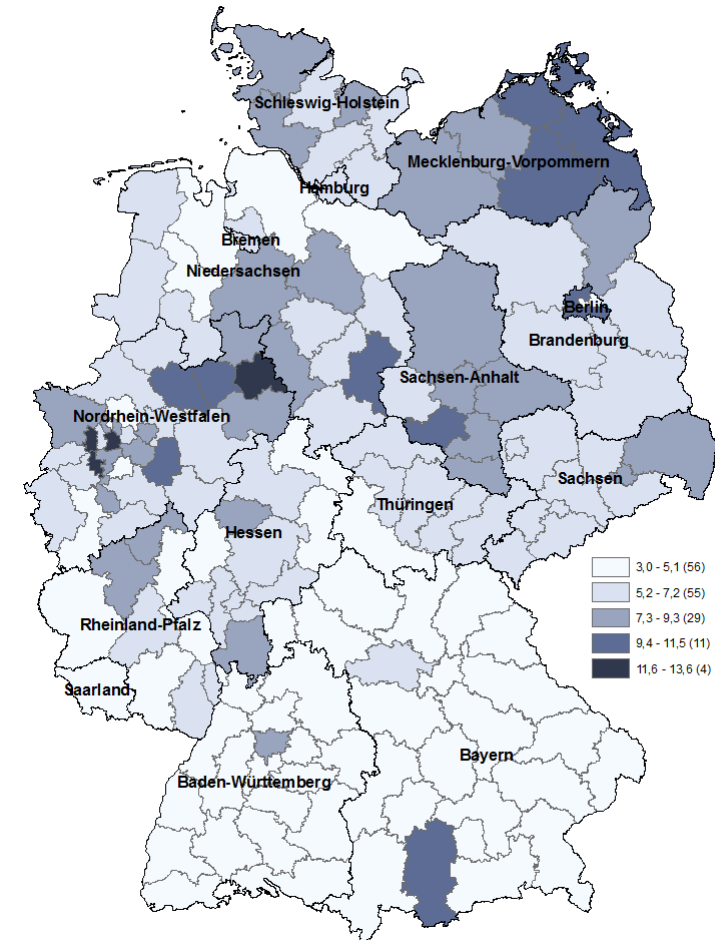 Schleswig-Holstein
Mecklenburg-Vorpommern
Hamburg
Bremen
Niedersachsen
Berlin
Brandenburg
Sachsen-Anhalt
Nordrhein-Westfalen
Sachsen
Thüringen
Hessen
3,0 - 5,1 (56)
5,2 - 7,2 (55)
7,3 - 9,3 (29)
9,4 - 11,5 (11)
11,6 - 13,6 (4)
Rheinland-Pfalz
Saarland
Bayern
Baden-Württemberg